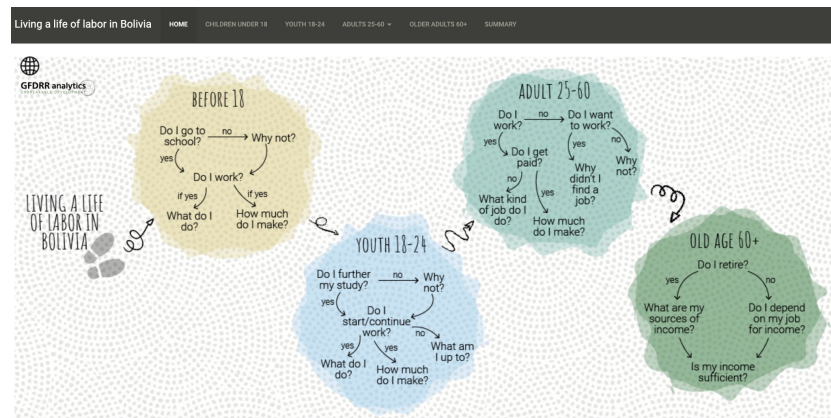 Living a life of labor in Bolivia
HOME
CHILDREN UNDER 18
YOUTH 18-24
ADULTS 25-60
OLDER ADULTS 60+
SUMMARY
GFDRR analytics
LIVING A LIFE
OF LABOR IN
BOLIVIA
BEFORE 18
Do I go to
school?
no
Why not?
yes
Do I work?
if yes
if yes
What do I
do?
How much
do I make?
YOUTH 18-24
Do I further
my study?
no
Why
not?
yes
Do I
start/continue
work?
no
yes
yes
What am
I up to?
What do I
do?
How much
do I make?
ADULT 25-60
Do I
work?
no
Do I want
to work?
yes
yes
no
Do I get
paid?
Why
not?
Why
didn't I
find a
job?
no
yes
What kind
of job do I
do?
How much
do I make?
OLD AGE 60+
Do I retire?
yes
no
What are my
sources of
income?
Do I depend
on my job
for income?
Is my income
sufficient?